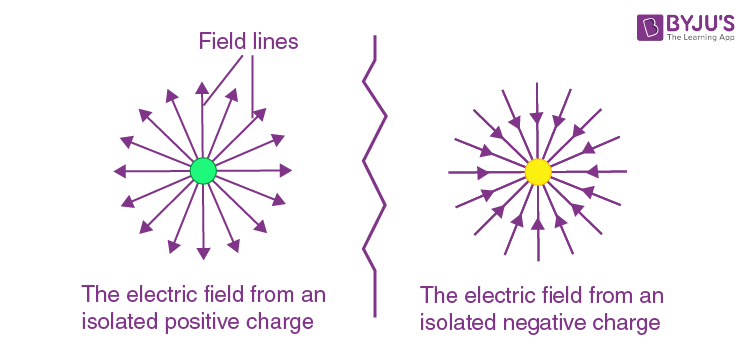 BYJU'S
The Learning App
Field lines
The electric field from an
isolated positive charge
The electric field from an
isolated negative charge